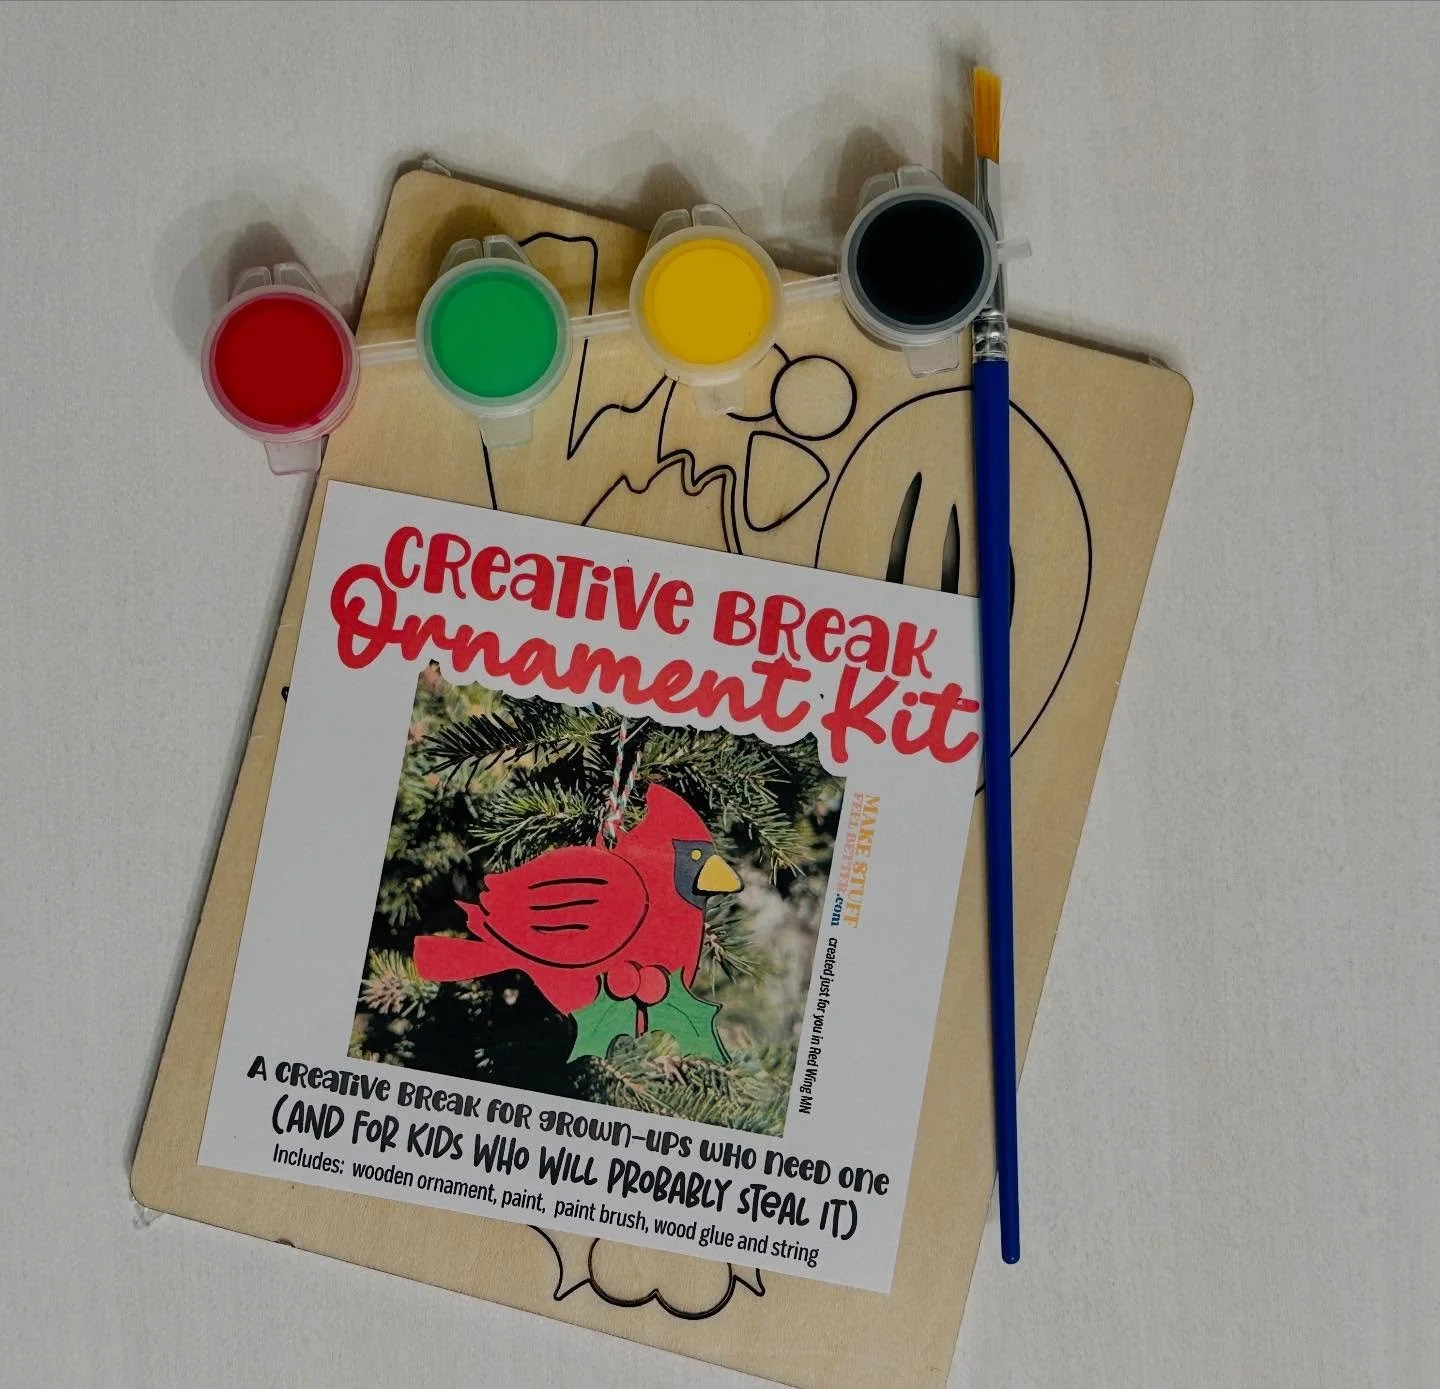 CREATIVE BREAK
Ornament Kit
MAKE STUFF
FEEL BETTER.com
created just for you in Red Wing MN
A CREATIVE BREAK FOR GROWN-UPS WHO NEED ONE
(AND FOR KIDS WHO WILL PROBABLY STEAL IT)
Includes: wooden ornament, paint, paint brush, wood glue and string